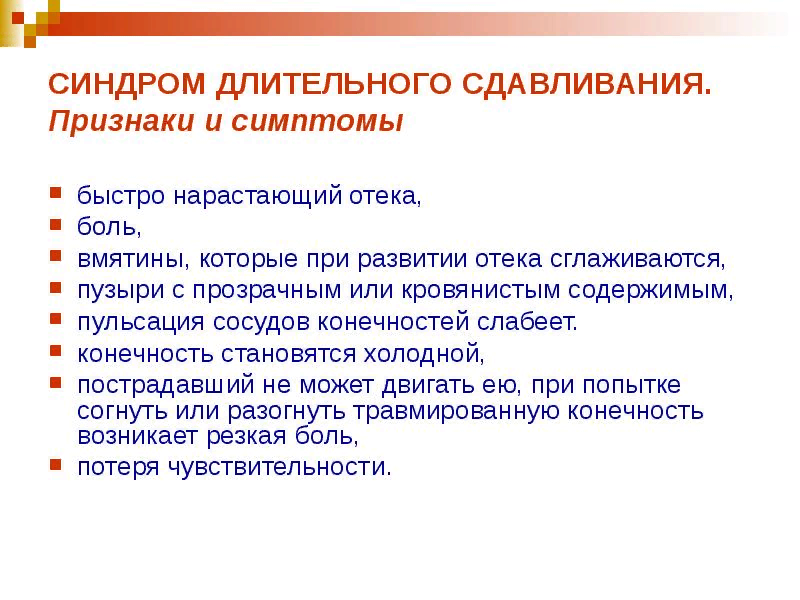 СИНДРОМ ДЛИТЕЛЬНОГО СДАВЛИВАНИЯ.
Признаки и симптомы
быстро нарастающий отека,
боль,
вмятины, которые при развитии отека сглаживаются,
пузыри с прозрачным или кровянистым содержимым,
пульсация сосудов конечностей слабеет.
конечность становятся холодной,
пострадавший не может двигать ею, при попытке
согнуть или разогнуть травмированную конечность
возникает резкая боль,
потеря чувствительности.